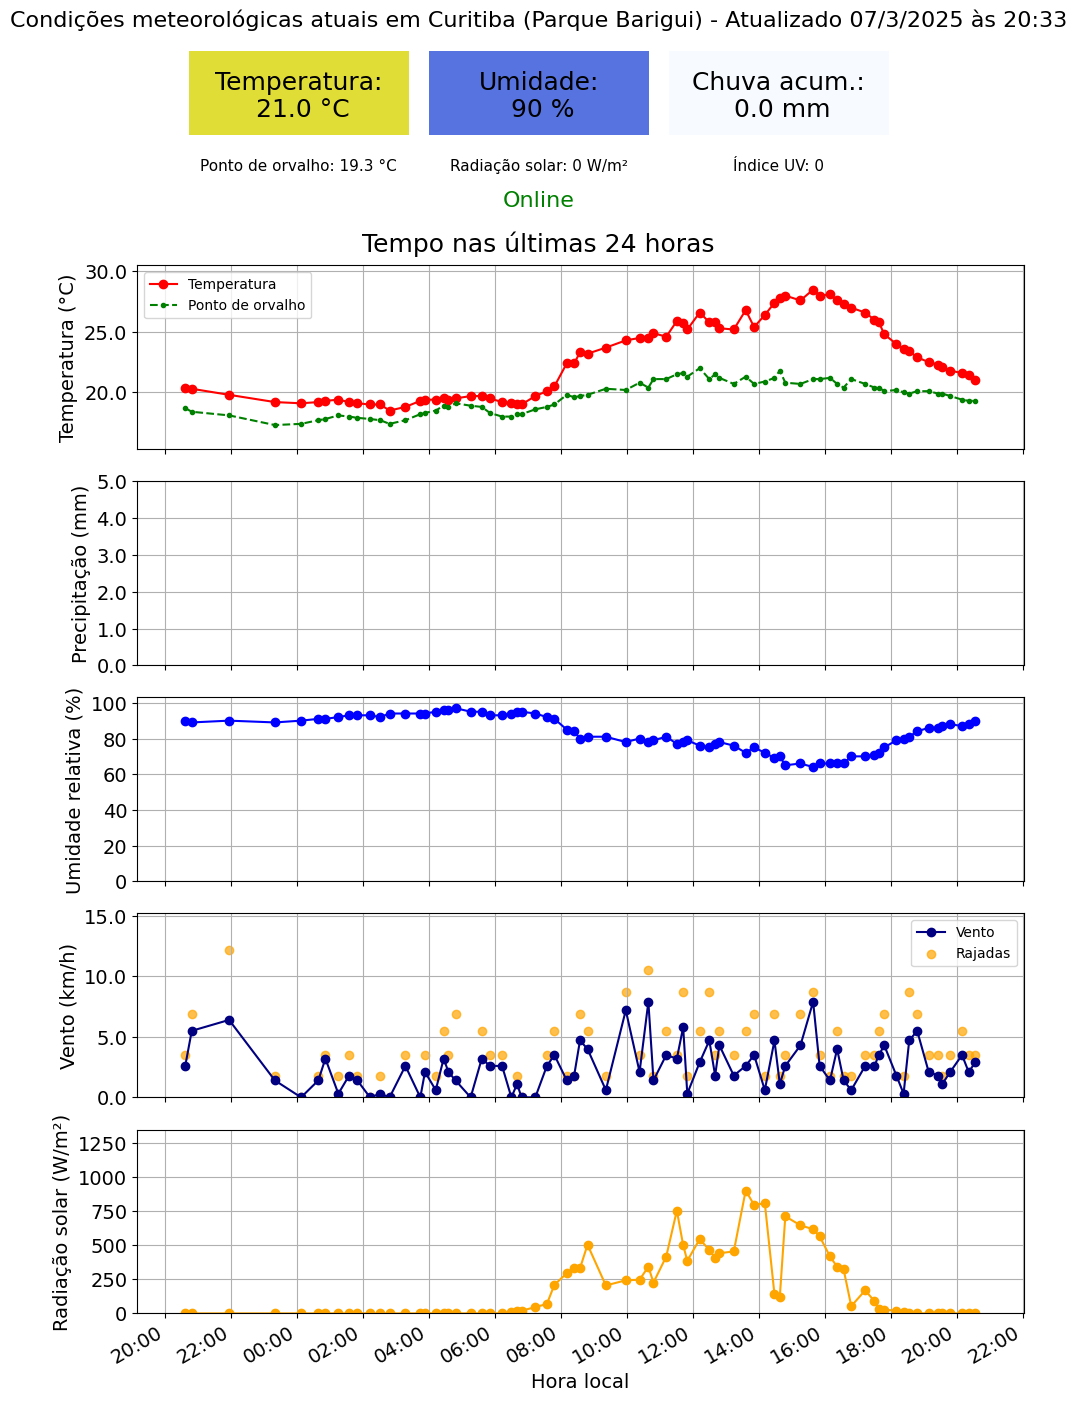 Condições meteorológicas atuais em Curitiba (Parque Barigui) - Atualizado 07/3/2025 às 20:33
Temperatura:
21.0 °C
Umidade:
90 %
Chuva acum.:
0.0 mm
Ponto de orvalho: 19.3 °C
Radiação solar: 0 W/m²
Índice UV: 0
Online
Tempo nas últimas 24 horas
Temperatura (°C)
30.0
25.0
20.0
Temperatura
Ponto de orvalho
Precipitação (mm)
5.0
4.0
3.0
2.0
1.0
0.0
Umidade relativa (%)
100
80
60
40
20
0
Vento (km/h)
15.0
10.0
5.0
0.0
Vento
Rajadas
Radiação solar (W/m²)
1250
1000
750
500
250
0
20:00
22:00
00:00
02:00
04:00
06:00
08:00
10:00
12:00
14:00
16:00
18:00
20:00
22:00
Hora local